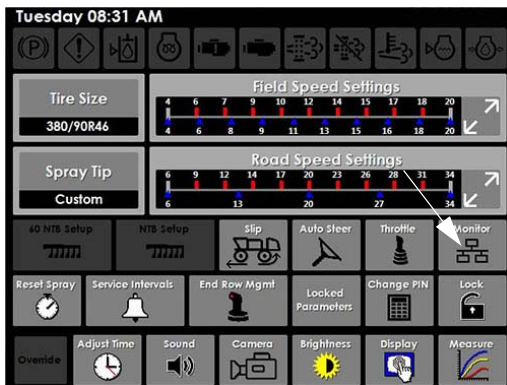 Tuesday 08:31 AM
Tire Size
380/90R46
Field Speed Settings
4 6 7 9 10 12 14 15 17 18 20
4 6 8 9 11 13 15 16 18 20
Spray Tip
Custom
Road Speed Settings
6 9 12 14 17 20 23 26 28 31 34
6 13 20 27 34
60 NTB Setup
NTB Setup
Slip
Auto Steer
Throttle
Monitor
Reset Spray
Service Intervals
End Row Mgmt
Locked
Parameters
Change PIN
Lock
Override
Adjust Time
Sound
Camera
Brightness
Display
Measure